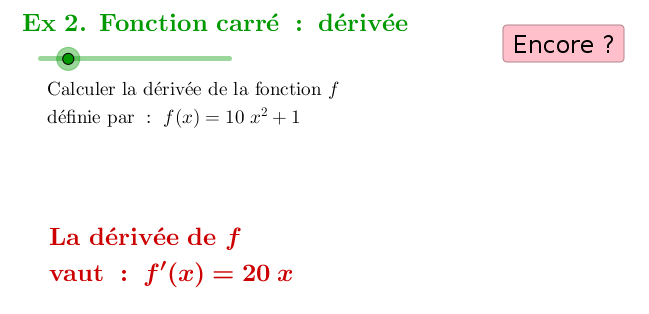 Ex 2. Fonction carré : dérivée
Encore ?
Calculer la dérivée de la fonction f
définie par : f(x) = 10 x² + 1
La dérivée de f
vaut : f′(x) = 20 x